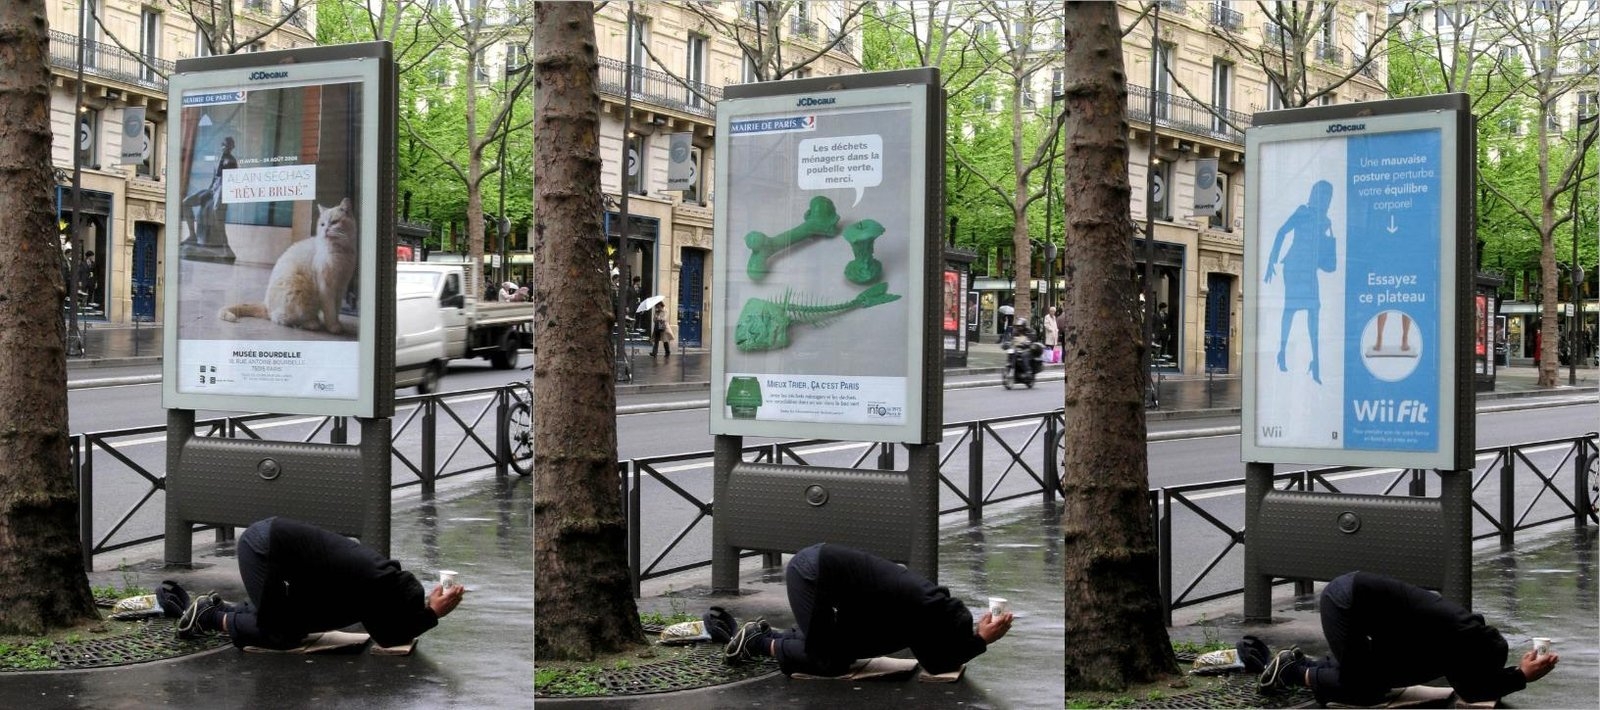 JCDecaux
MAIRIE DE PARIS
ALAIN SÉCHAS
"RÊVE BRISÉ"
MUSÉE BOURDELLE
JCDecaux
MAIRIE DE PARIS
Les déchets
ménagers dans la
poubelle verte,
merci.
MIEUX TRIER, ÇA C'EST PARIS
info
JCDecaux
Une mauvaise
posture perturbe
votre équilibre
corporel
Essayez
ce plateau
Wii Fit
Wii